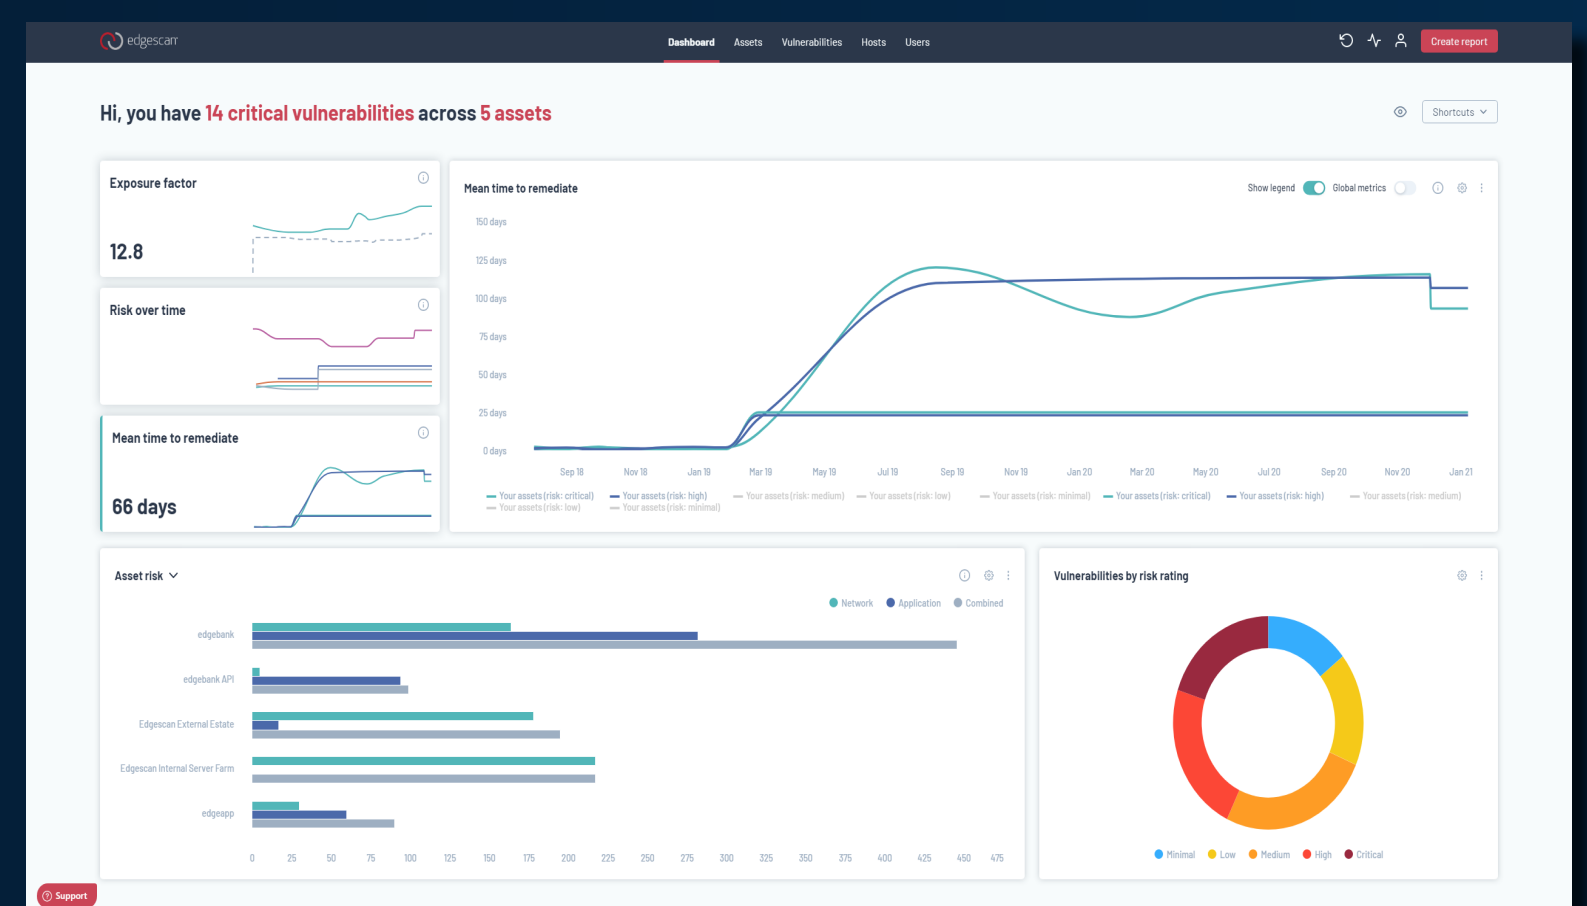 edgescan
Dashboard Assets Vulnerabilities Hosts Users
Create report
Hi, you have 14 critical vulnerabilities across 5 assets
Shortcuts
Exposure factor
12.8
Risk over time
Mean time to remediate
66 days
Mean time to remediate
Show legend Global metrics
150 days
125 days
100 days
75 days
50 days
25 days
0 days
Sep 18 Nov 18 Jan 19 Mar 19 May 19 Jul 19 Sep 19 Nov 19 Jan 20 Mar 20 May 20 Jul 20 Sep 20 Nov 20 Jan 21
Your assets (risk: critical) Your assets (risk: high) Your assets (risk: medium) Your assets (risk: low) Your assets (risk: minimal) Your assets (risk: critical) Your assets (risk: high) Your assets (risk: medium)
Your assets (risk: low) Your assets (risk: minimal)
Asset risk
Network Application Combined
edgebank
edgebank API
Edgescan External Estate
Edgescan Internal Server Farm
edgeapp
0 25 50 75 100 125 150 175 200 225 250 275 300 325 350 375 400 425 450 475
Vulnerabilities by risk rating
Minimal Low Medium High Critical
Support